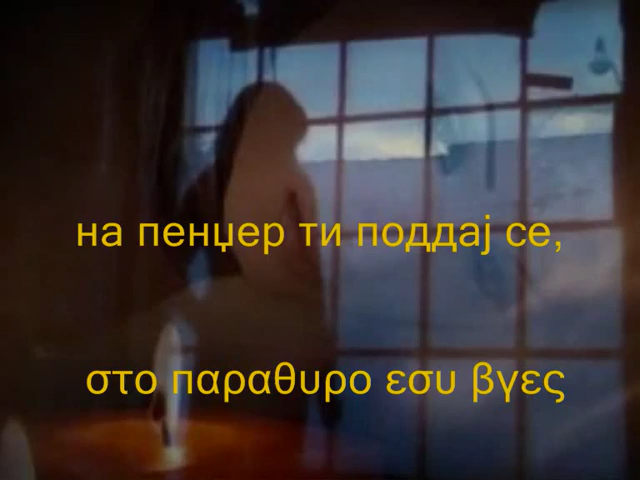 на пенџер ти поддај се,
στο παραθυρο εσυ βγες